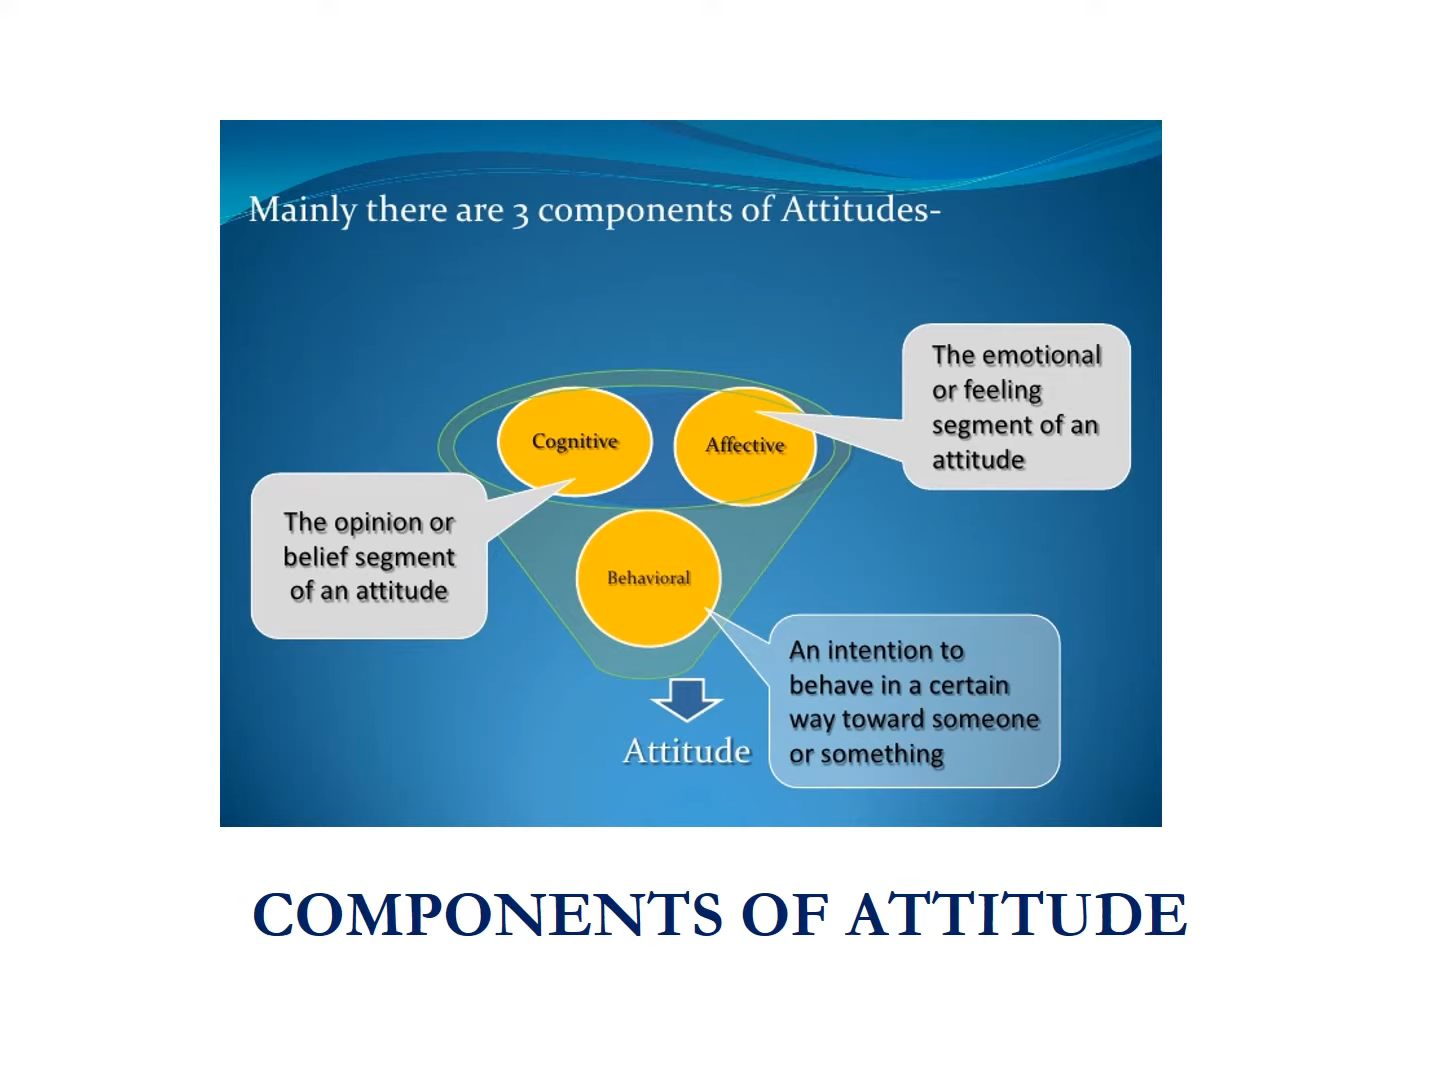 Mainly there are 3 components of Attitudes-
The emotional
or feeling
segment of an
attitude
Cognitive
Affective
The opinion or
belief segment
of an attitude
Behavioral
An intention to
behave in a certain
way toward someone
or something
Attitude
COMPONENTS OF ATTITUDE